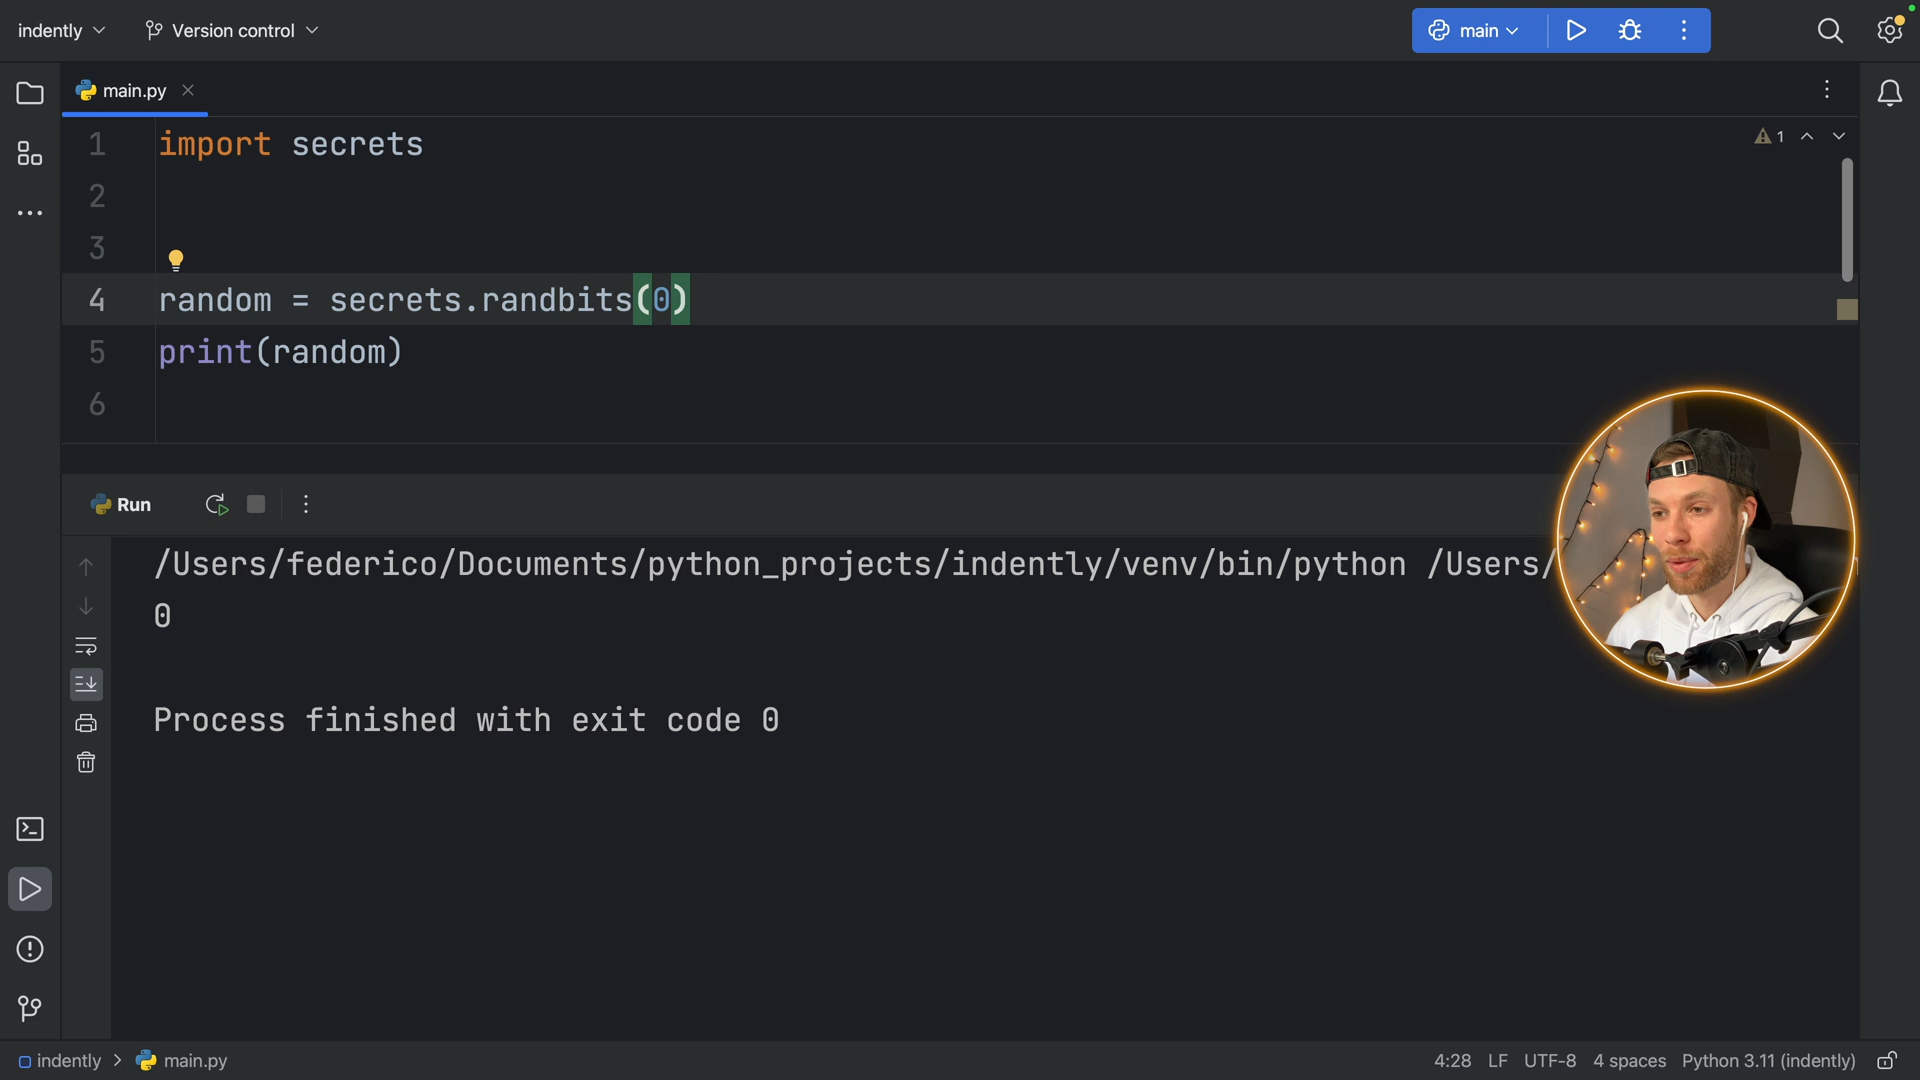 indently
Version control
main
main.py
1 import secrets
1
2
3
4 random = secrets.randbits(0)
5 print(random)
6
Run
/Users/federico/Documents/python_projects/indently/venv/bin/python /Users/
0
Process finished with exit code 0
indently > main.py
4:28 LF UTF-8 4 spaces Python 3.11 (indently)